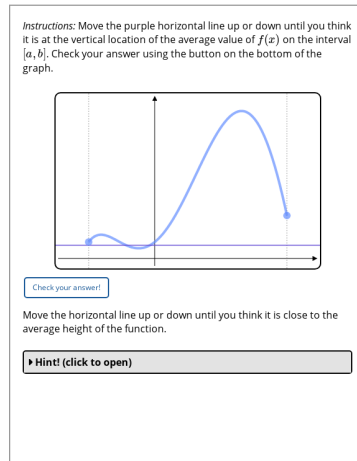 Instructions: Move the purple horizontal line up or down until you think
it is at the vertical location of the average value of f(x) on the interval
[a, b]. Check your answer using the button on the bottom of the
graph.
Check your answer!
Move the horizontal line up or down until you think it is close to the
average height of the function.
Hint! (click to open)